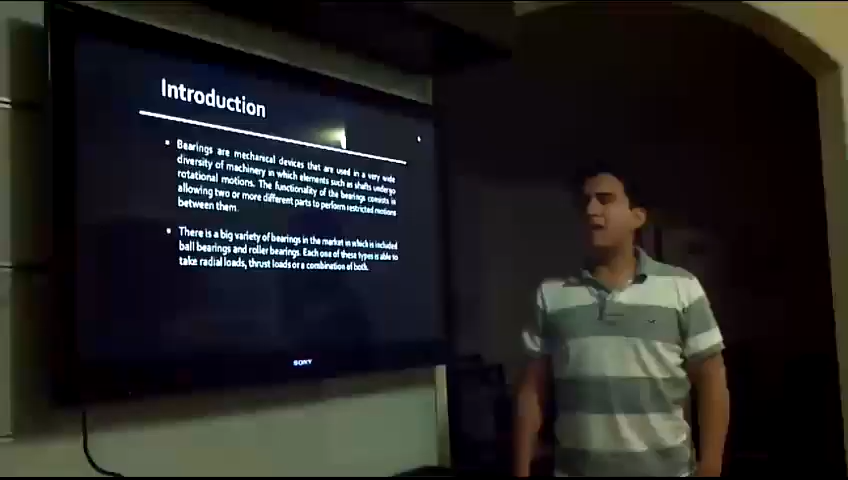 Introduction
• Bearings are mechanical devices that are used in a very wide
diversity of machinery in which elements such as shafts undergo
rotational motions. The functionality of the bearings consists in
allowing two or more different parts to perform restricted motions
between them.
• There is a big variety of bearings in the market in which is included
ball bearings and roller bearings. Each one of these types is able to
take radial loads, thrust loads or a combination of both.
SONY